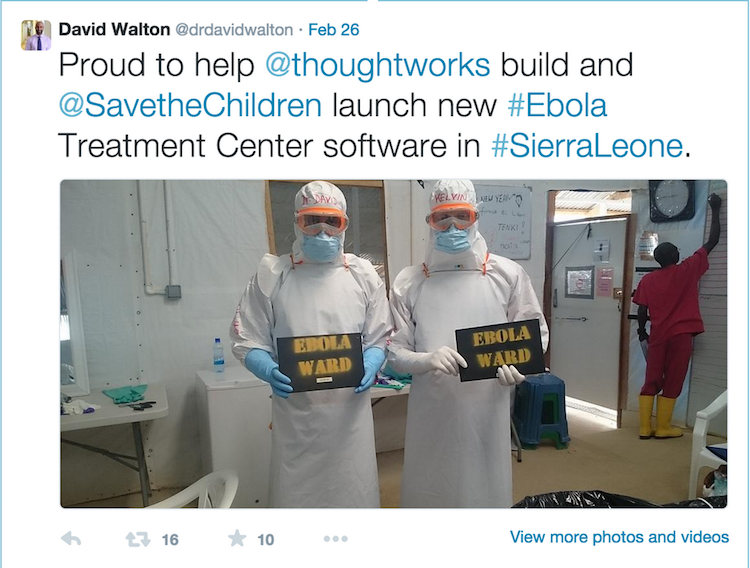 David Walton @drdavidwalton · Feb 26
Proud to help @thoughtworks build and
@SavetheChildren launch new #Ebola
Treatment Center software in #SierraLeone.
KELVIN
EBOLA
WARD
EBOLA
WARD
16
10
View more photos and videos